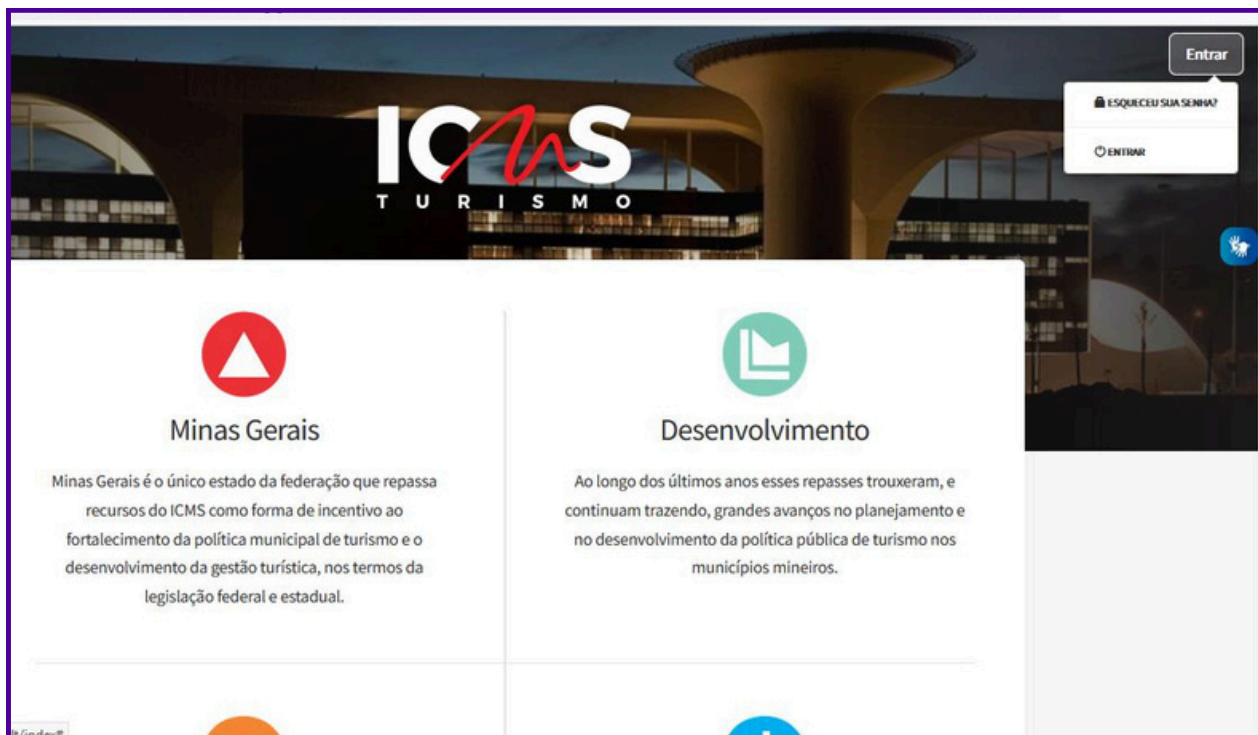 Entrar
ESQUECEU SUA SENHA?
ENTRAR
ICMS
TURISMO
Minas Gerais
Minas Gerais é o único estado da federação que repassa
recursos do ICMS como forma de incentivo ao
fortalecimento da política municipal de turismo e o
desenvolvimento da gestão turística, nos termos da
legislação federal e estadual.
Desenvolvimento
Ao longo dos últimos anos esses repasses trouxeram, e
continuam trazendo, grandes avanços no planejamento e
no desenvolvimento da política pública de turismo nos
municípios mineiros.